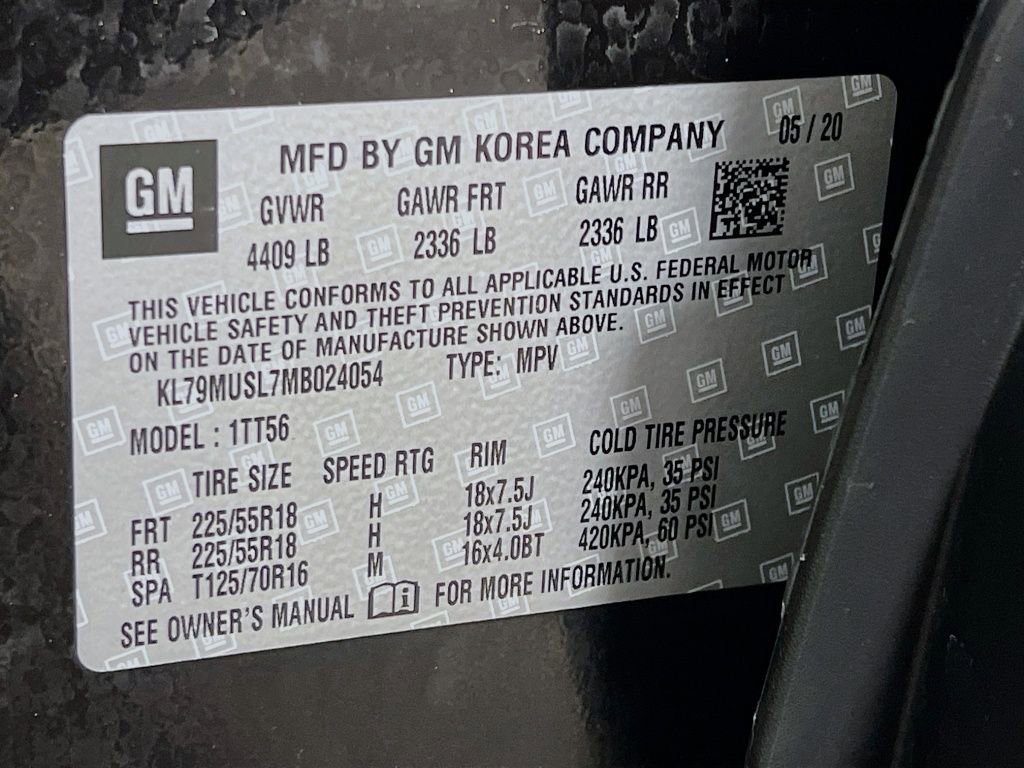 GM
MFD BY GM KOREA COMPANY 05 / 20
GVWR GAWR FRT GAWR RR
4409 LB 2336 LB 2336 LB
THIS VEHICLE CONFORMS TO ALL APPLICABLE U.S. FEDERAL MOTOR
VEHICLE SAFETY AND THEFT PREVENTION STANDARDS IN EFFECT
ON THE DATE OF MANUFACTURE SHOWN ABOVE.
KL79MUSL7MB024054 TYPE: MPV
MODEL : 1TT56
TIRE SIZE SPEED RTG RIM COLD TIRE PRESSURE
FRT 225/55R18 H 18x7.5J 240KPA, 35 PSI
RR 225/55R18 H 18x7.5J 240KPA, 35 PSI
SPA T125/70R16 M 16x4.0BT 420KPA, 60 PSI
SEE OWNER'S MANUAL FOR MORE INFORMATION.